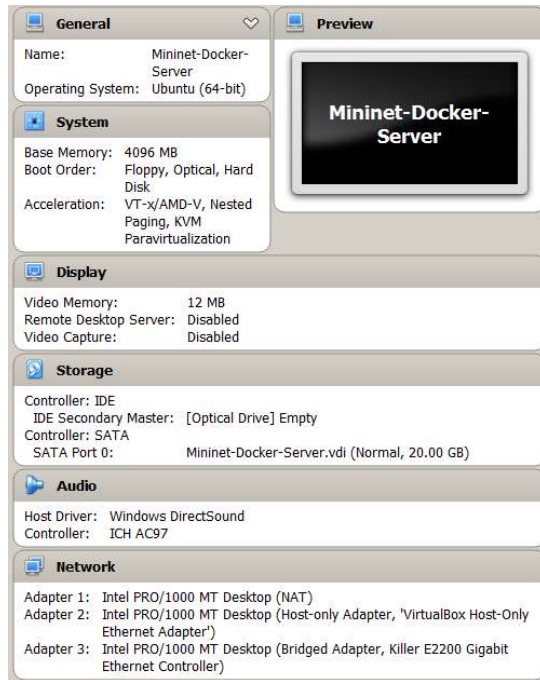 General
Name: Mininet-Docker-
Server
Operating System: Ubuntu (64-bit)
Preview
Mininet-Docker-
Server
System
Base Memory: 4096 MB
Boot Order: Floppy, Optical, Hard
Disk
Acceleration: VT-x/AMD-V, Nested
Paging, KVM
Paravirtualization
Display
Video Memory: 12 MB
Remote Desktop Server: Disabled
Video Capture: Disabled
Storage
Controller: IDE
IDE Secondary Master: [Optical Drive] Empty
Controller: SATA
SATA Port 0: Mininet-Docker-Server.vdi (Normal, 20.00 GB)
Audio
Host Driver: Windows DirectSound
Controller: ICH AC97
Network
Adapter 1: Intel PRO/1000 MT Desktop (NAT)
Adapter 2: Intel PRO/1000 MT Desktop (Host-only Adapter, 'VirtualBox Host-Only
Ethernet Adapter')
Adapter 3: Intel PRO/1000 MT Desktop (Bridged Adapter, Killer E2200 Gigabit
Ethernet Controller)